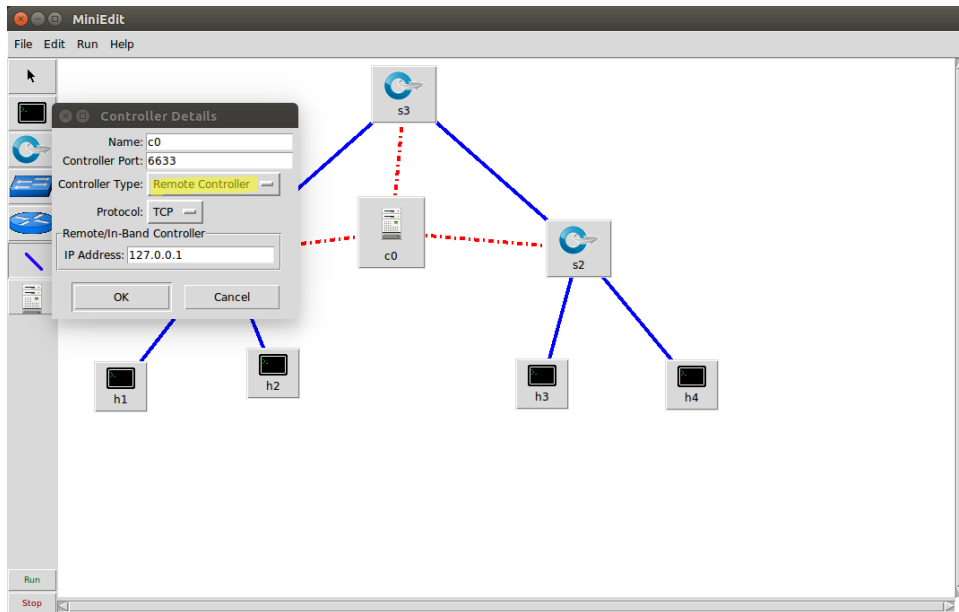 MiniEdit
File Edit Run Help
s3
Controller Details
Name: c0
Controller Port: 6633
Controller Type: Remote Controller
Protocol: TCP
Remote/In-Band Controller
IP Address: 127.0.0.1
OK Cancel
c0
s2
h1
h2
h3
h4
Run
Stop